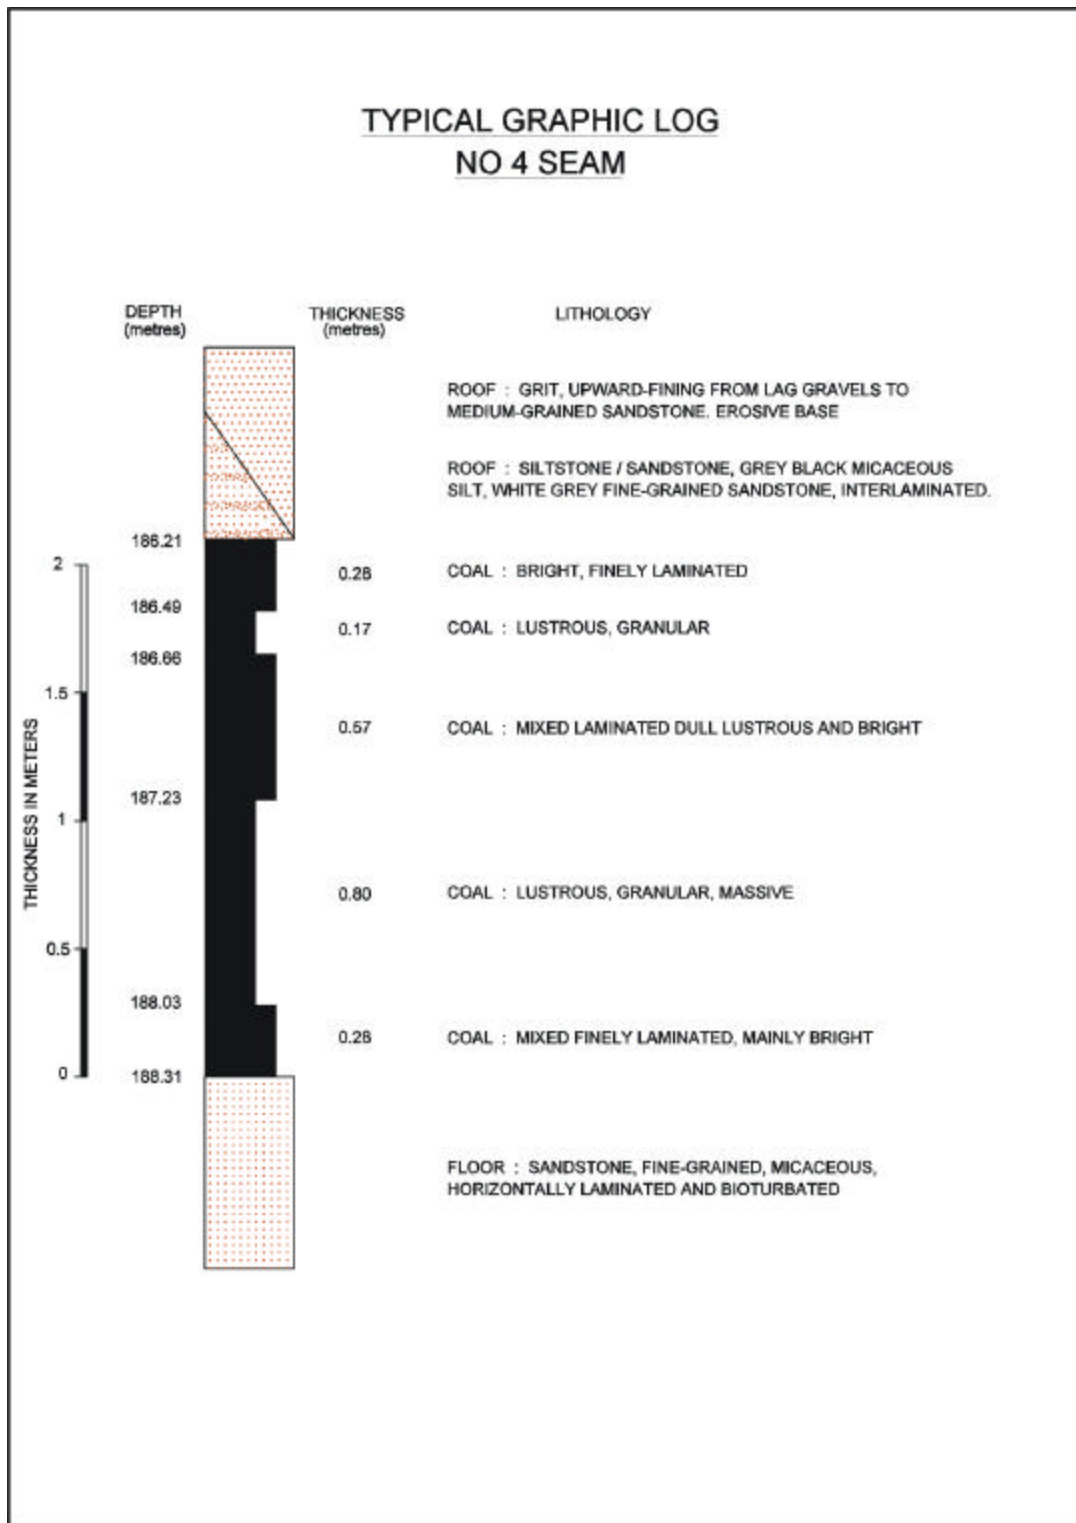 TYPICAL GRAPHIC LOG
NO 4 SEAM
DEPTH
(metres)
THICKNESS
(metres)
LITHOLOGY
ROOF : GRIT, UPWARD-FINING FROM LAG GRAVELS TO
MEDIUM-GRAINED SANDSTONE. EROSIVE BASE
ROOF : SILTSTONE / SANDSTONE, GREY BLACK MICACEOUS
SILT, WHITE GREY FINE-GRAINED SANDSTONE, INTERLAMINATED.
186.21
2
0.28
COAL : BRIGHT, FINELY LAMINATED
186.49
0.17
COAL : LUSTROUS, GRANULAR
186.66
1.5
0.57
COAL : MIXED LAMINATED DULL LUSTROUS AND BRIGHT
THICKNESS IN METERS
187.23
1
0.80
COAL : LUSTROUS, GRANULAR, MASSIVE
0.5
188.03
0.28
COAL : MIXED FINELY LAMINATED, MAINLY BRIGHT
0
188.31
FLOOR : SANDSTONE, FINE-GRAINED, MICACEOUS,
HORIZONTALLY LAMINATED AND BIOTURBATED